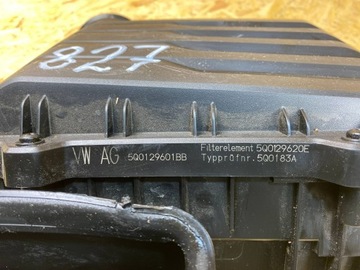 827
VW AG 5Q0129601BB
Filterelement 5Q0129620E
Typprüfnr. 5Q0183A